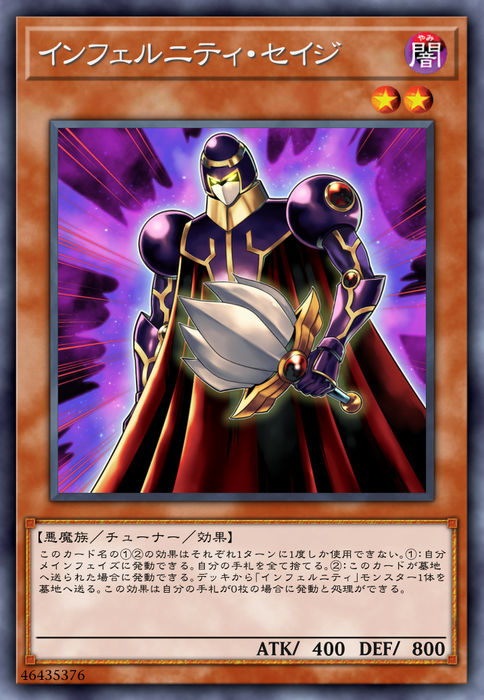 インフェルニティ・セイジ
やみ
闇
【悪魔族／チューナー／効果】
このカード名の①②の効果はそれぞれ1ターンに1度しか使用できない。①：自分
メインフェイズに発動できる。自分の手札を全て捨てる。②：このカードが墓地
へ送られた場合に発動できる。デッキから「インフェルニティ」モンスター1体を
墓地へ送る。この効果は自分の手札が0枚の場合に発動と処理ができる。
ATK/ 400 DEF/ 800
46435376